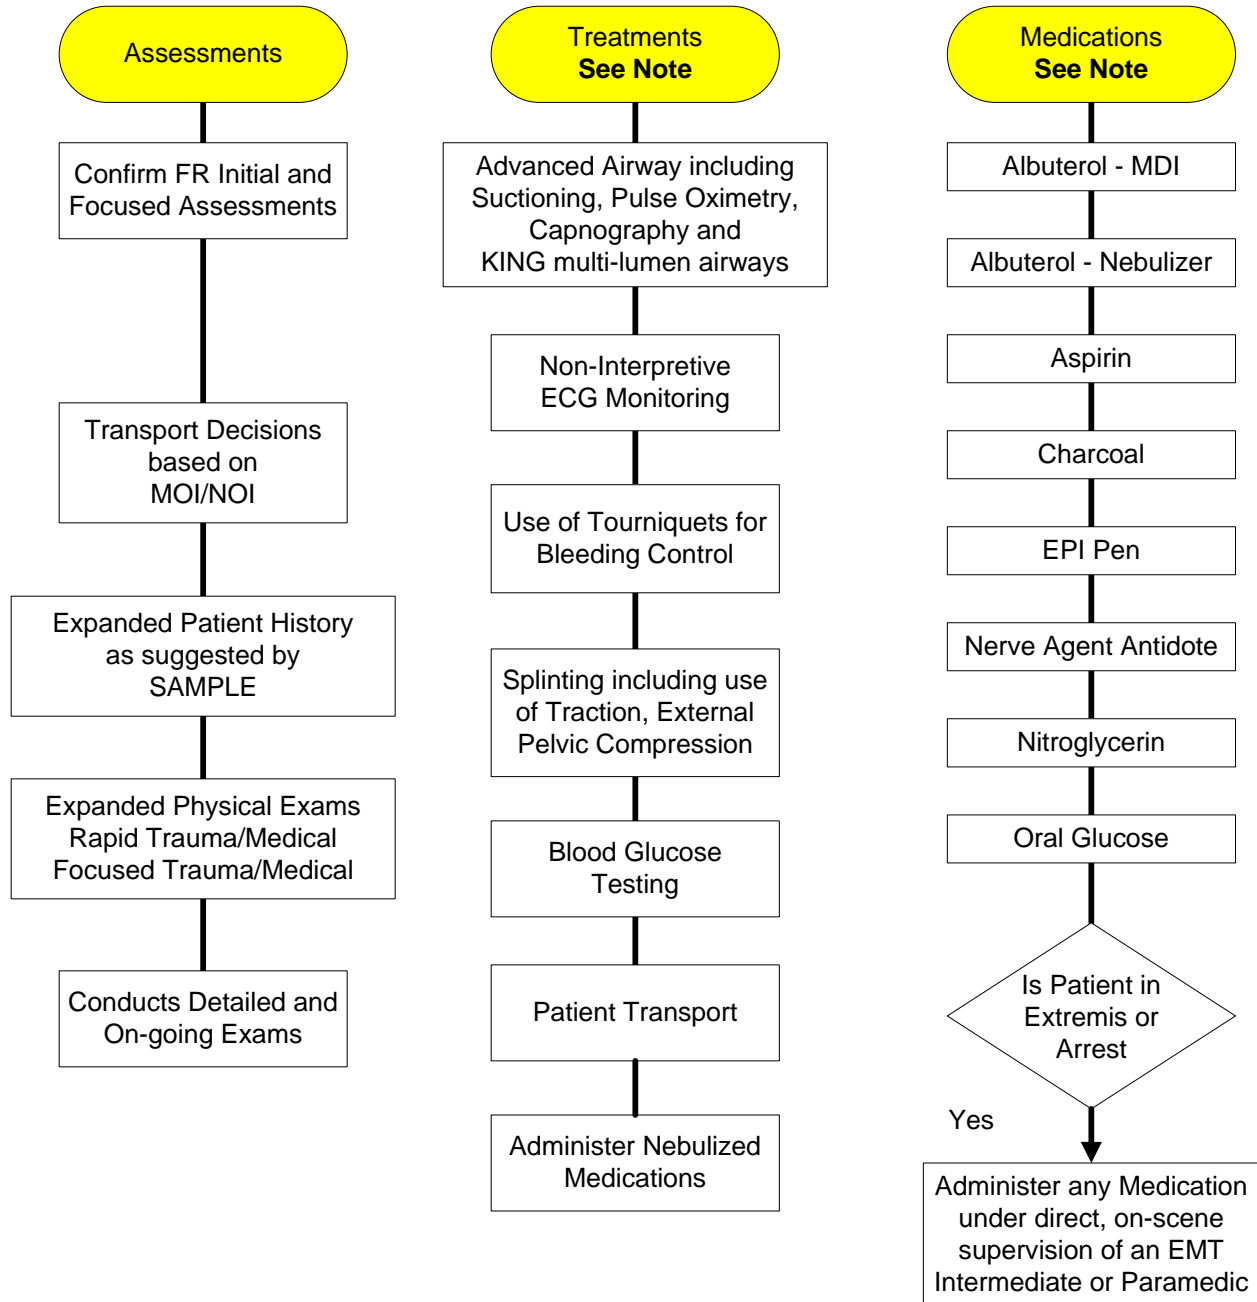 Assessments
Confirm FR Initial and
Focused Assessments
Transport Decisions
based on
MOI/NOI
Expanded Patient History
as suggested by
SAMPLE
Expanded Physical Exams
Rapid Trauma/Medical
Focused Trauma/Medical
Conducts Detailed and
On-going Exams
Treatments
See Note
Advanced Airway including
Suctioning, Pulse Oximetry,
Capnography and
KING multi-lumen airways
Non-Interpretive
ECG Monitoring
Use of Tourniquets for
Bleeding Control
Splinting including use
of Traction, External
Pelvic Compression
Blood Glucose
Testing
Patient Transport
Administer Nebulized
Medications
Medications
See Note
Albuterol - MDI
Albuterol - Nebulizer
Aspirin
Charcoal
EPI Pen
Nerve Agent Antidote
Nitroglycerin
Oral Glucose
Is Patient in
Extremis or
Arrest
Yes
Administer any Medication
under direct, on-scene
supervision of an EMT
Intermediate or Paramedic